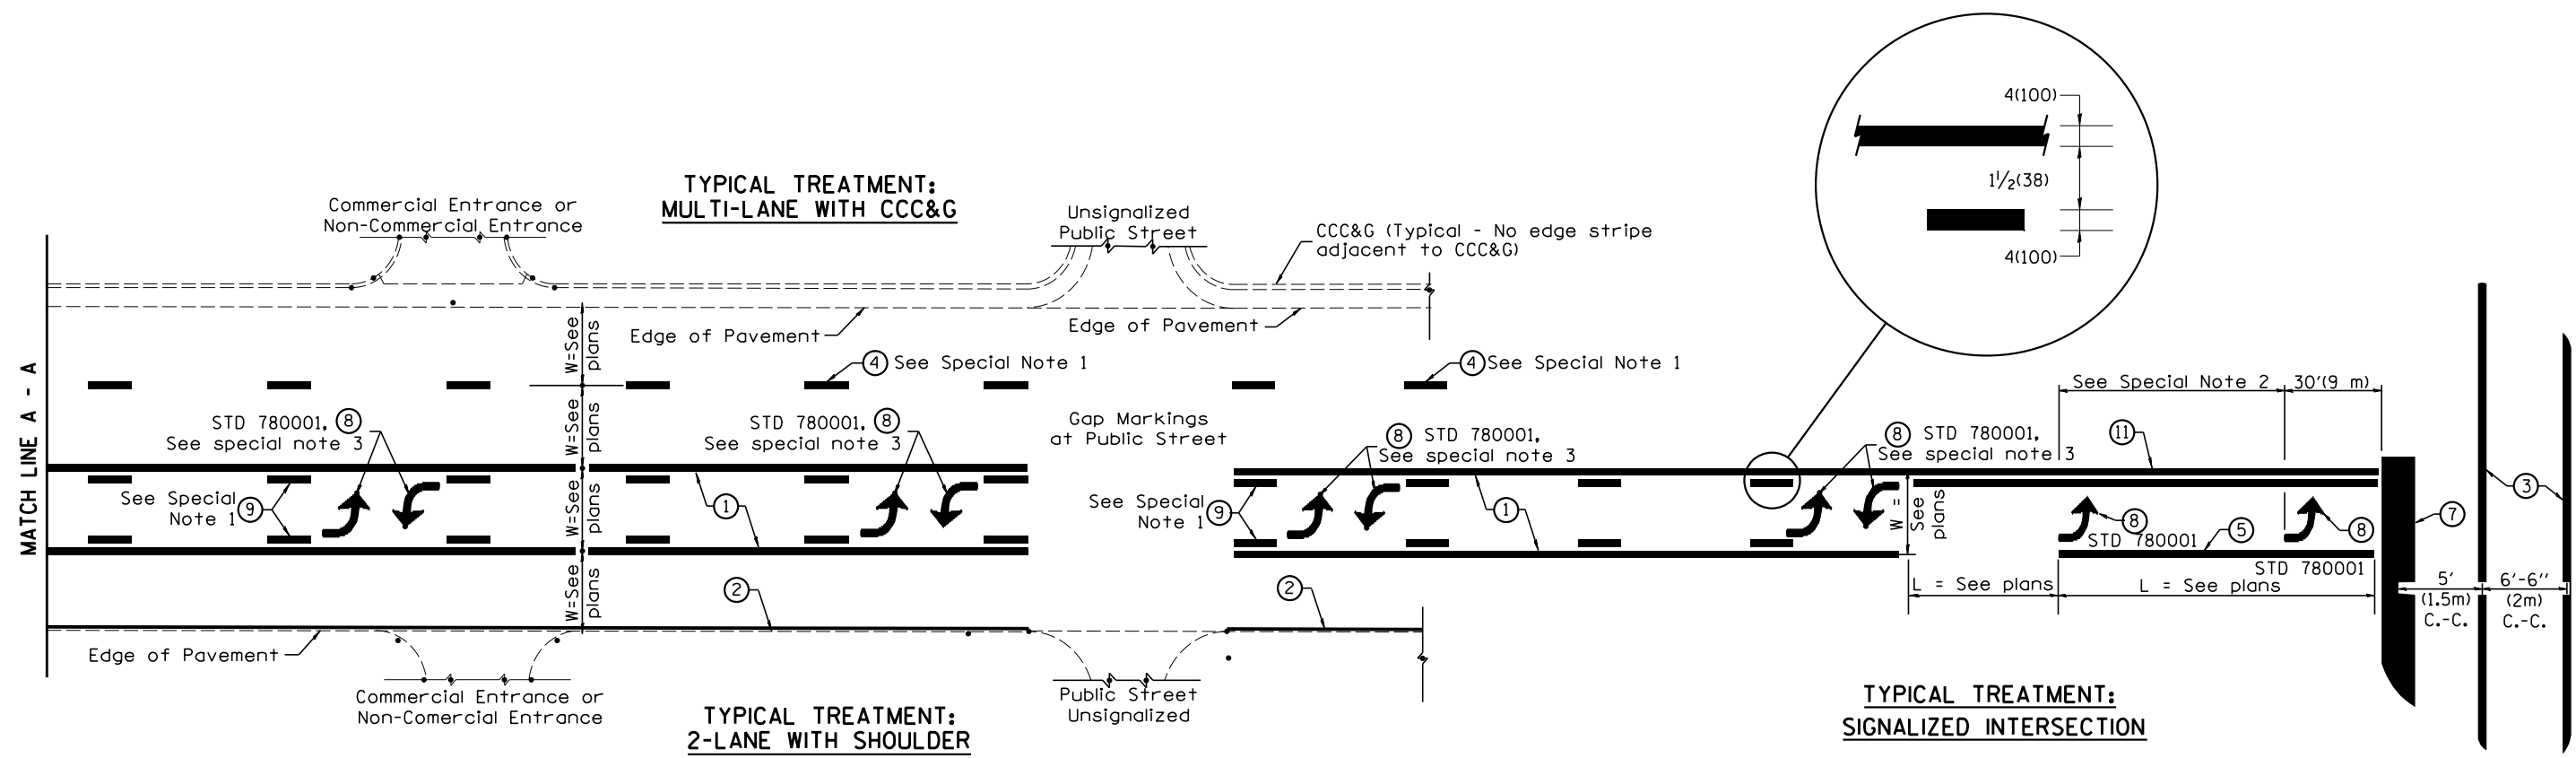 TYPICAL TREATMENT:
MULTI-LANE WITH CCC&G
Commercial Entrance or
Non-Commercial Entrance
Unsignalized
Public Street
CCC&G (Typical - No edge stripe
adjacent to CCC&G)
4(100)
1½(38)
4(100)
MATCH LINE A - A
Edge of Pavement
Edge of Pavement
W=See
plans
W=See
plans
W=See
plans
W=See
plans
4 See Special Note 1
4 See Special Note 1
STD 780001, 8
See special note 3
STD 780001, 8
See special note 3
Gap Markings
at Public Street
8 STD 780001,
See special note 3
8 STD 780001,
See special note 3
See Special Note 2
30'(9 m)
11
See Special
Note 1
9
1
See Special
Note 1
9
1
W =
See
plans
8
STD 780001
5
8
STD 780001
7
3
2
2
L = See plans
L = See plans
5'
(1.5m)
C.-C.
6'-6''
(2m)
C.-C.
Edge of Pavement
Commercial Entrance or
Non-Comercial Entrance
Public Street
Unsignalized
TYPICAL TREATMENT:
2-LANE WITH SHOULDER
TYPICAL TREATMENT:
SIGNALIZED INTERSECTION